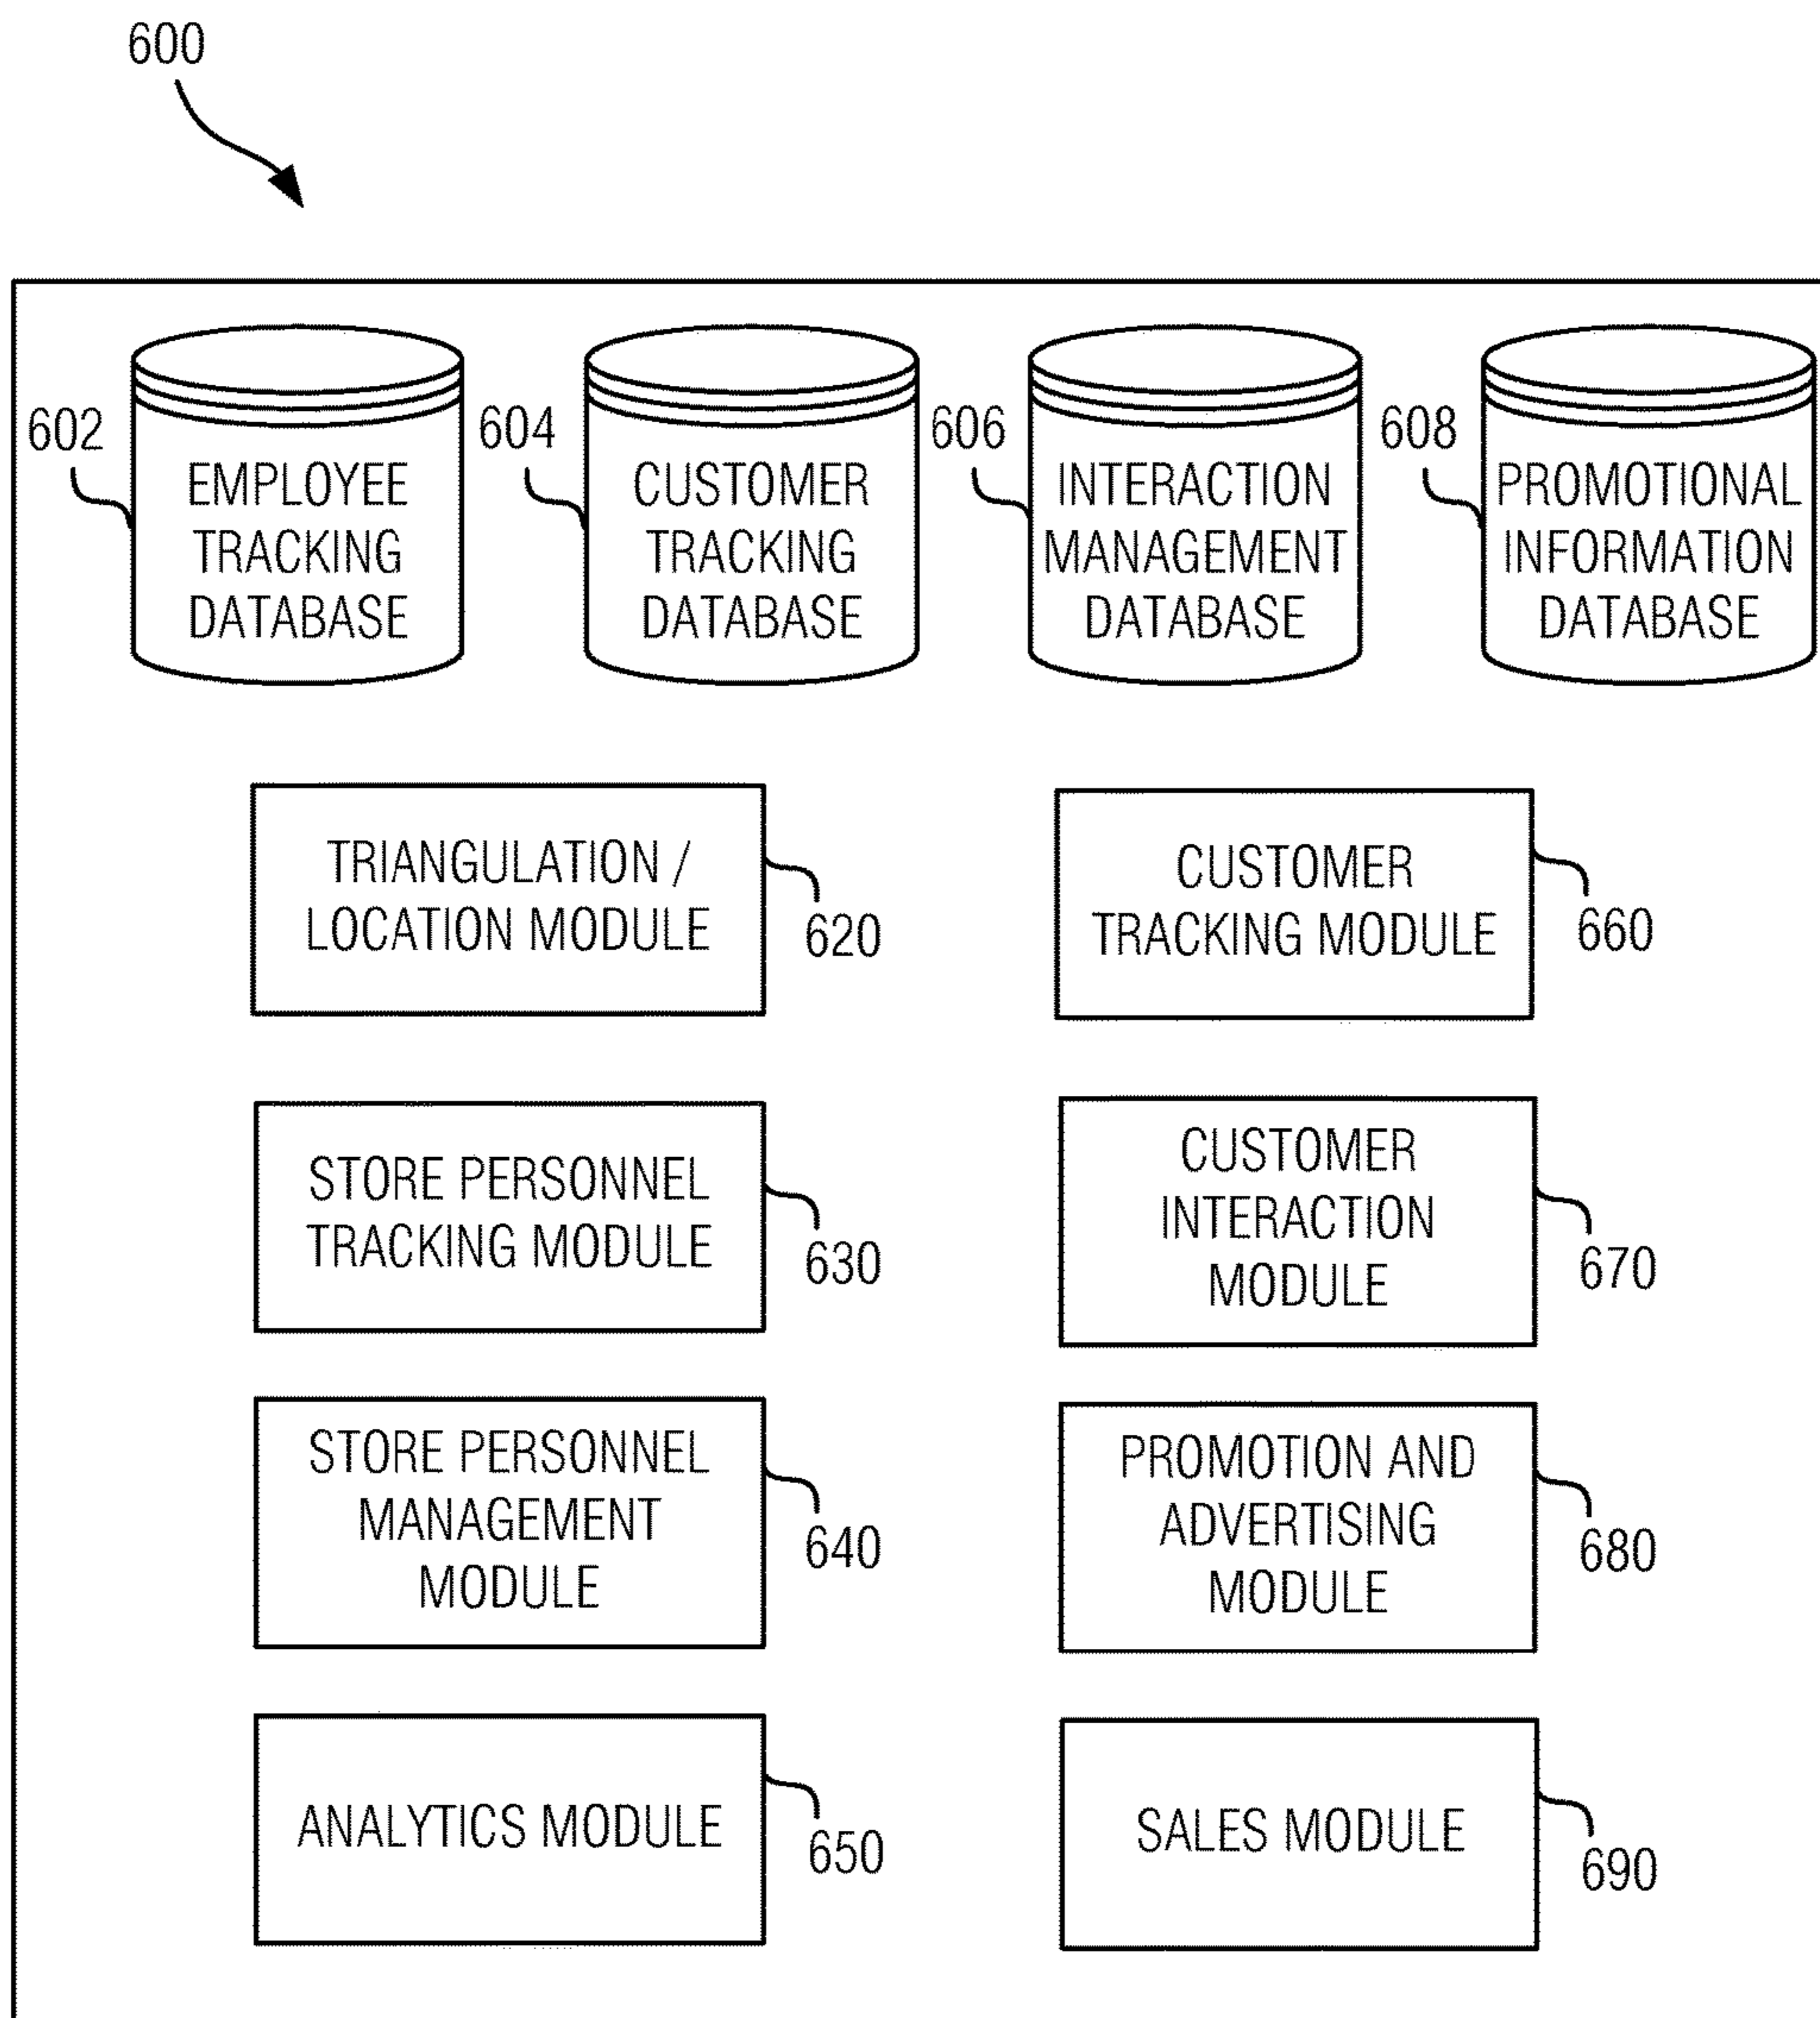 600
602
EMPLOYEE
TRACKING
DATABASE
604
CUSTOMER
TRACKING
DATABASE
606
INTERACTION
MANAGEMENT
DATABASE
608
PROMOTIONAL
INFORMATION
DATABASE
TRIANGULATION /
LOCATION MODULE
620
CUSTOMER
TRACKING MODULE
660
STORE PERSONNEL
TRACKING MODULE
630
CUSTOMER
INTERACTION
MODULE
670
STORE PERSONNEL
MANAGEMENT
MODULE
640
PROMOTION AND
ADVERTISING
MODULE
680
ANALYTICS MODULE
650
SALES MODULE
690